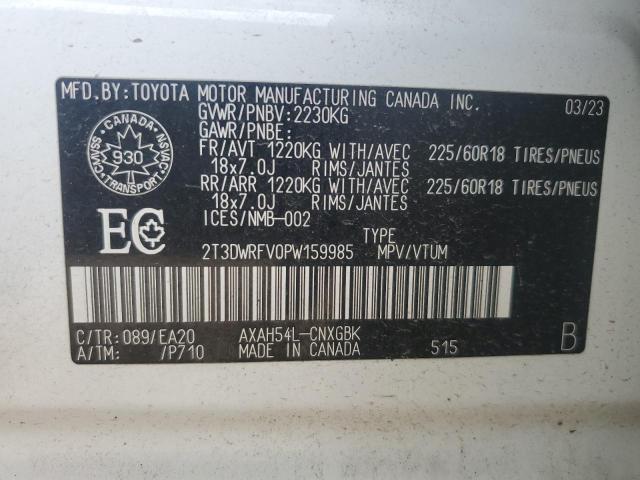 MFD.BY:TOYOTA MOTOR MANUFACTURING CANADA INC. 03/23
GVWR/PNBV:2230KG
GAWR/PNBE:
FR/AVT 1220KG WITH/AVEC 225/60R18 TIRES/PNEUS
18x7.0J RIMS/JANTES
RR/ARR 1220KG WITH/AVEC 225/60R18 TIRES/PNEUS
18x7.0J RIMS/JANTES
ICES/NMB-002
CANADA
CMVSS
NSVAC
930
TRANSPORT
EC
TYPE
2T3DWRFV0PW159985 MPV/VTUM
C/TR:089/EA20 AXAH54L-CNXGBK
A/TM: /P710 MADE IN CANADA 515 B